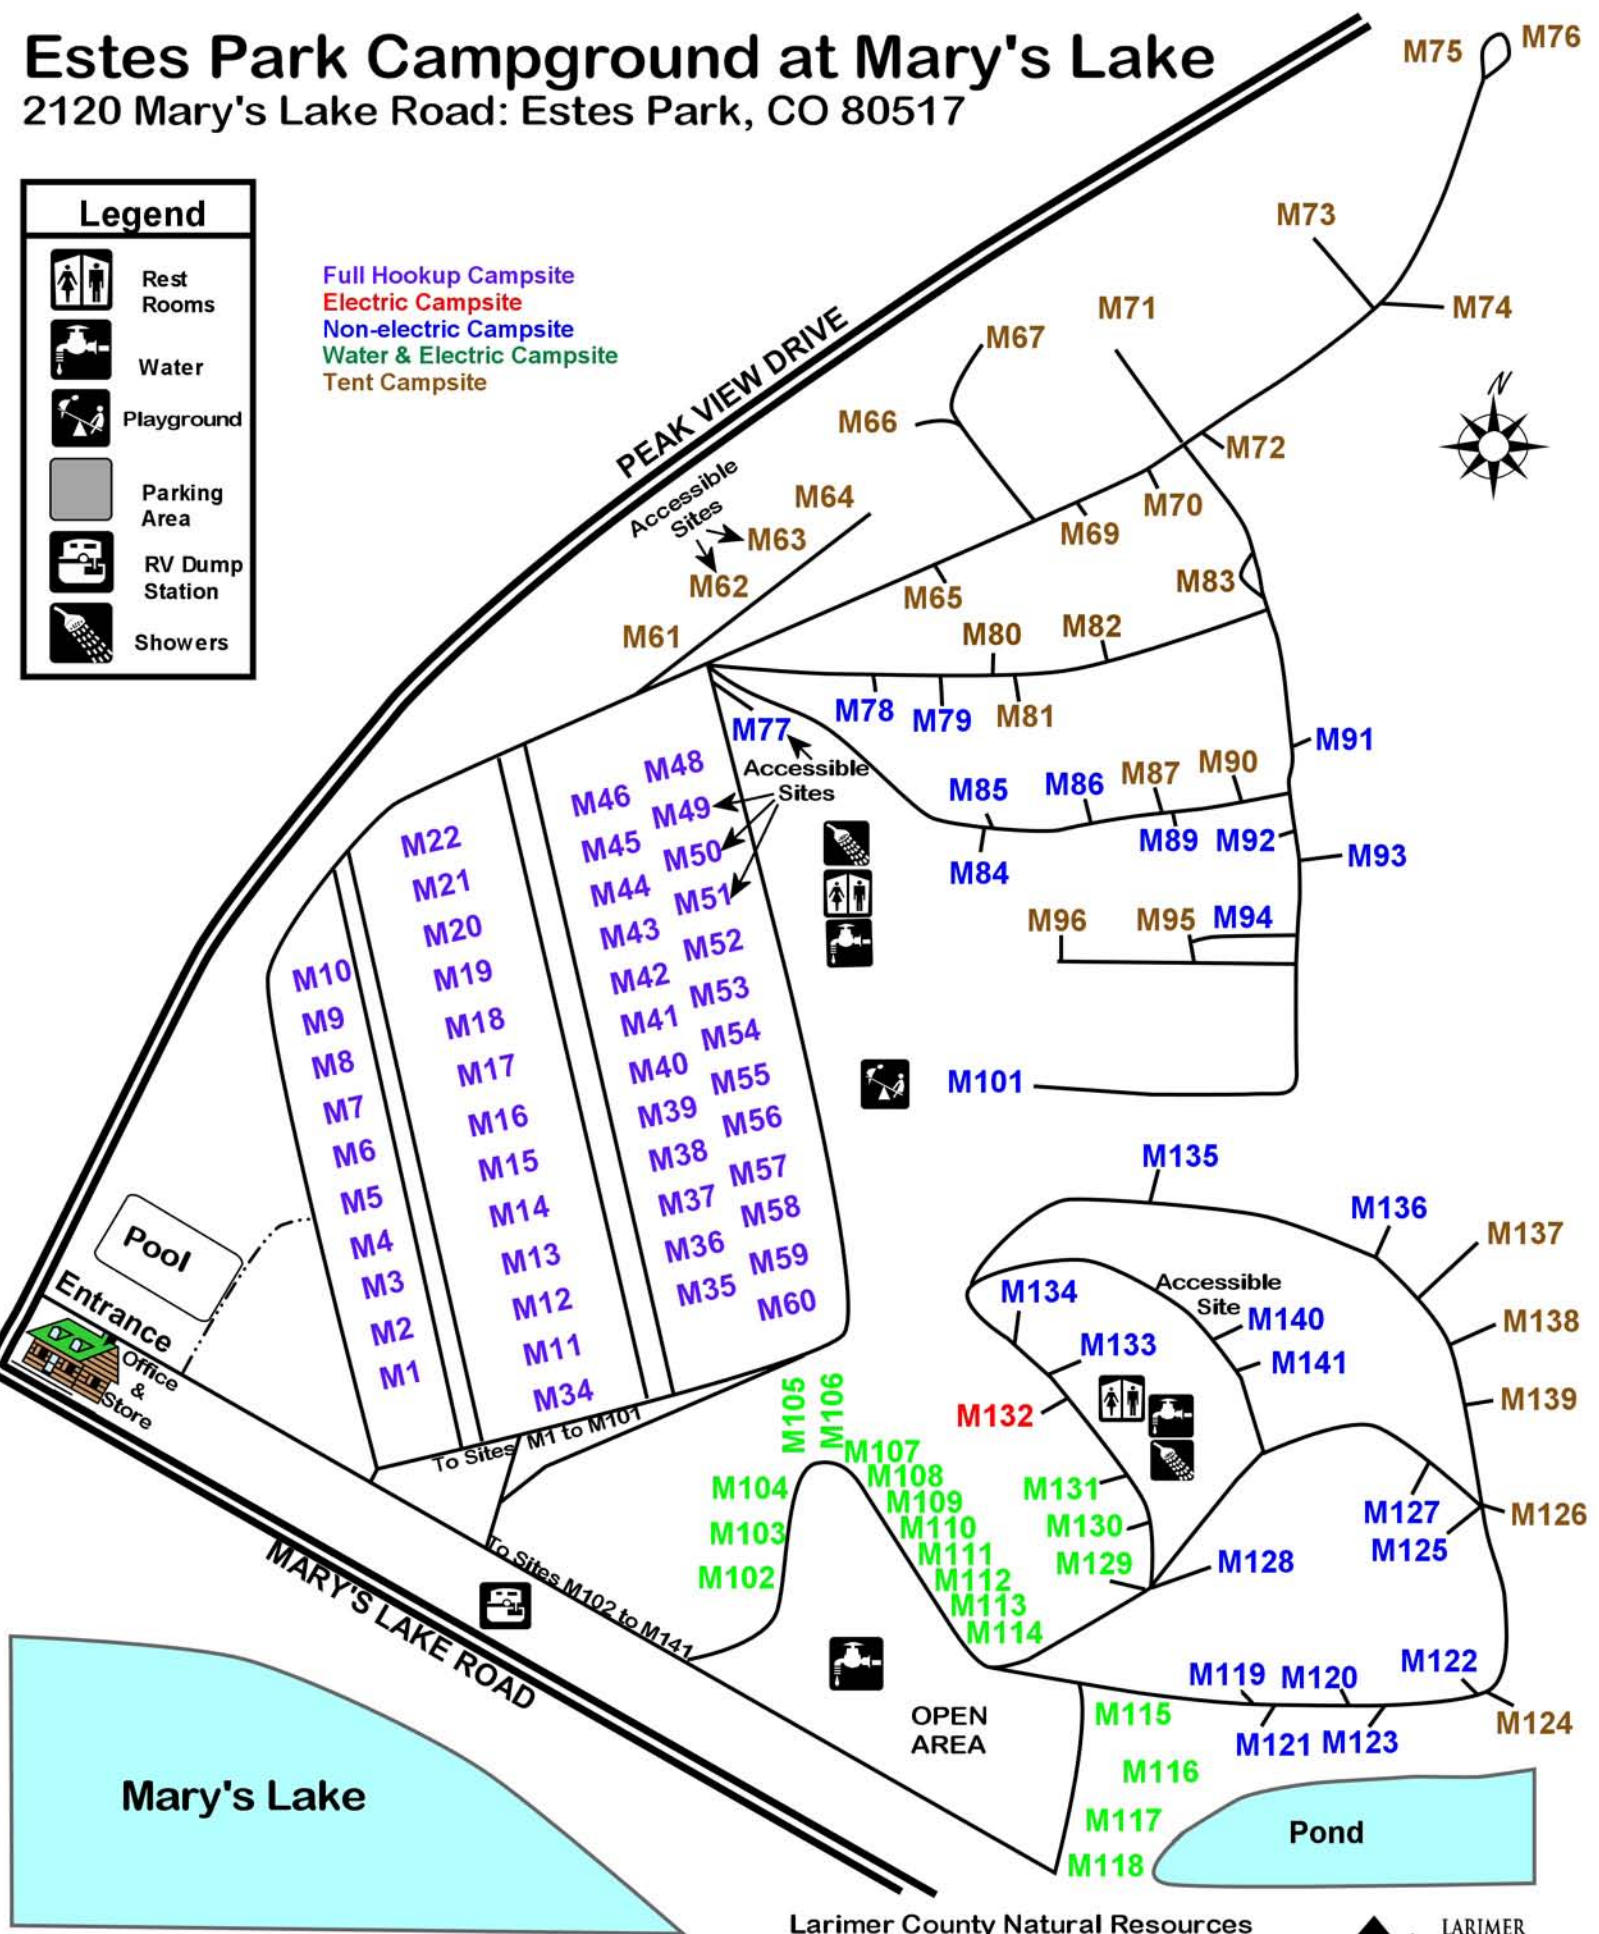 Estes Park Campground at Mary's Lake
2120 Mary's Lake Road: Estes Park, CO 80517
Legend
Rest
Rooms
Water
Playground
Parking
Area
RV Dump
Station
Showers
Full Hookup Campsite
Electric Campsite
Non-electric Campsite
Water & Electric Campsite
Tent Campsite
PEAK VIEW DRIVE
M75
M76
M73
M74
M71
M67
M66
M72
M70
M69
N
Accessible
Sites
M64
M63
M62
M61
M65
M83
M80
M82
M78
M79
M81
M77
Accessible
Sites
M91
M85
M86
M87
M90
M84
M89
M92
M93
M96
M95
M94
M101
M48
M46
M49
M45
M50
M44
M51
M43
M52
M42
M53
M41
M54
M40
M55
M39
M56
M38
M57
M37
M58
M36
M59
M35
M60
M22
M21
M20
M19
M18
M17
M16
M15
M14
M13
M12
M11
M34
M10
M9
M8
M7
M6
M5
M4
M3
M2
M1
Pool
Entrance
Office
&
Store
To Sites M1 to M101
To Sites M102 to M141
MARY'S LAKE ROAD
M135
M136
M137
M134
Accessible
Site
M140
M138
M133
M141
M139
M132
M131
M130
M129
M128
M127
M126
M125
M105
M106
M107
M104
M108
M109
M103
M110
M111
M102
M112
M113
M114
M119
M120
M122
M115
M121
M123
M124
M116
M117
M118
OPEN
AREA
Mary's Lake
Pond
Larimer County Natural Resources
LARIMER